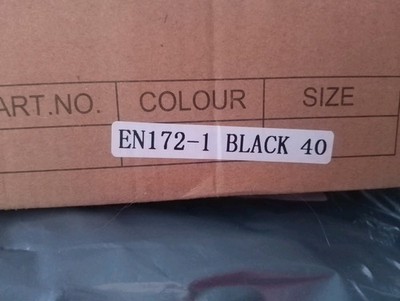 ART.NO. COLOUR SIZE
EN172-1 BLACK 40